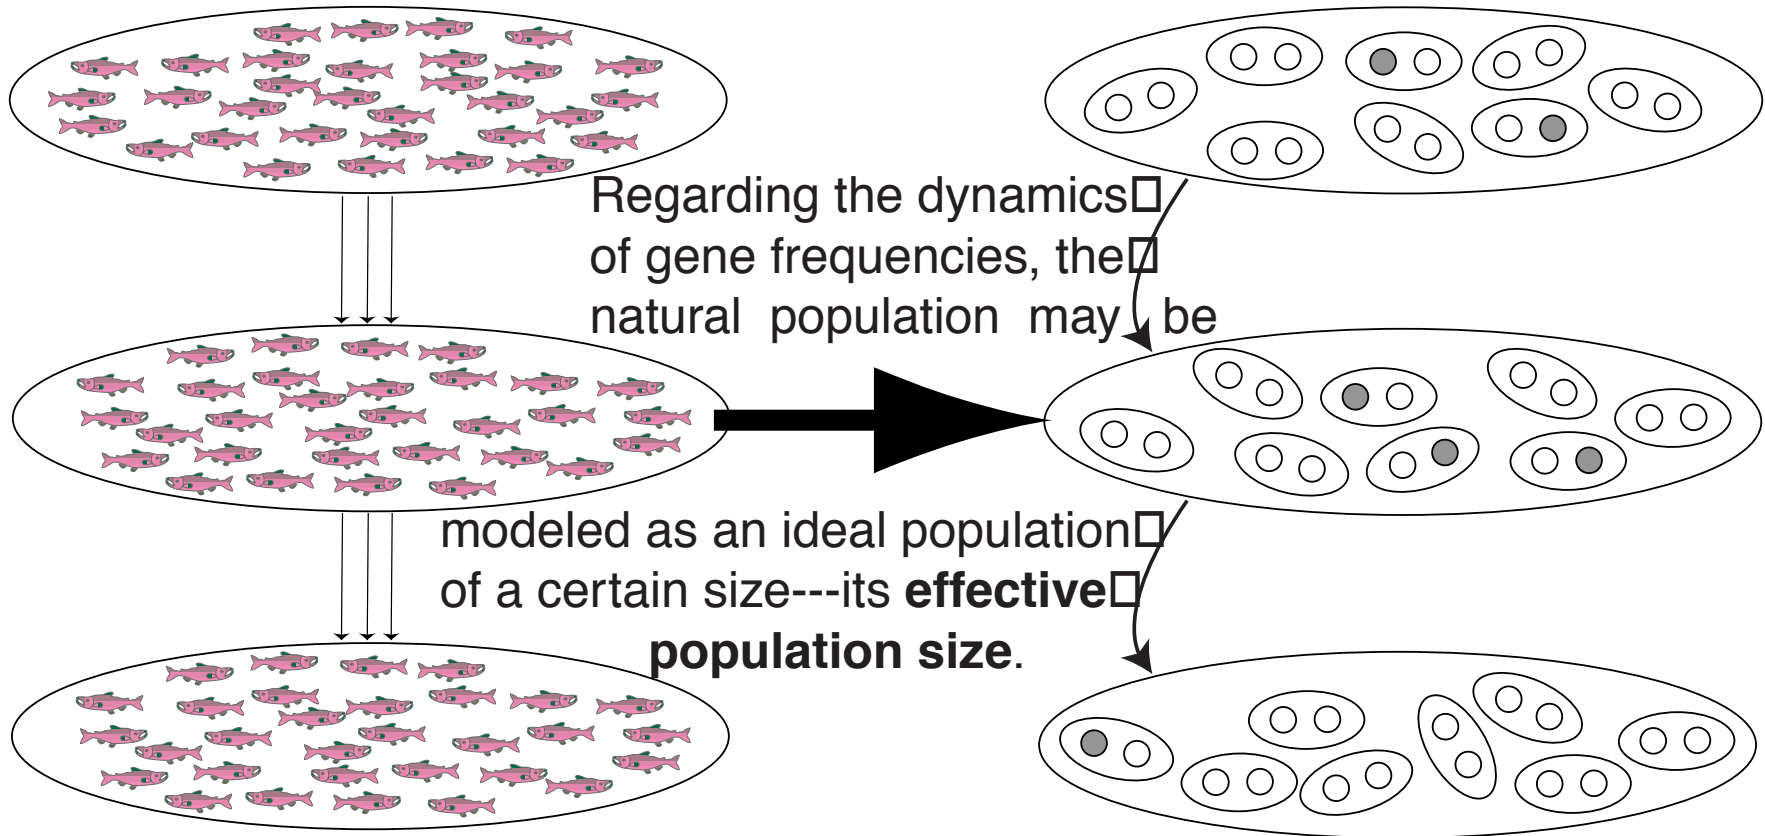 Regarding the dynamics□
of gene frequencies, the□
natural population may be
modeled as an ideal population□
of a certain size---its effective□
population size.